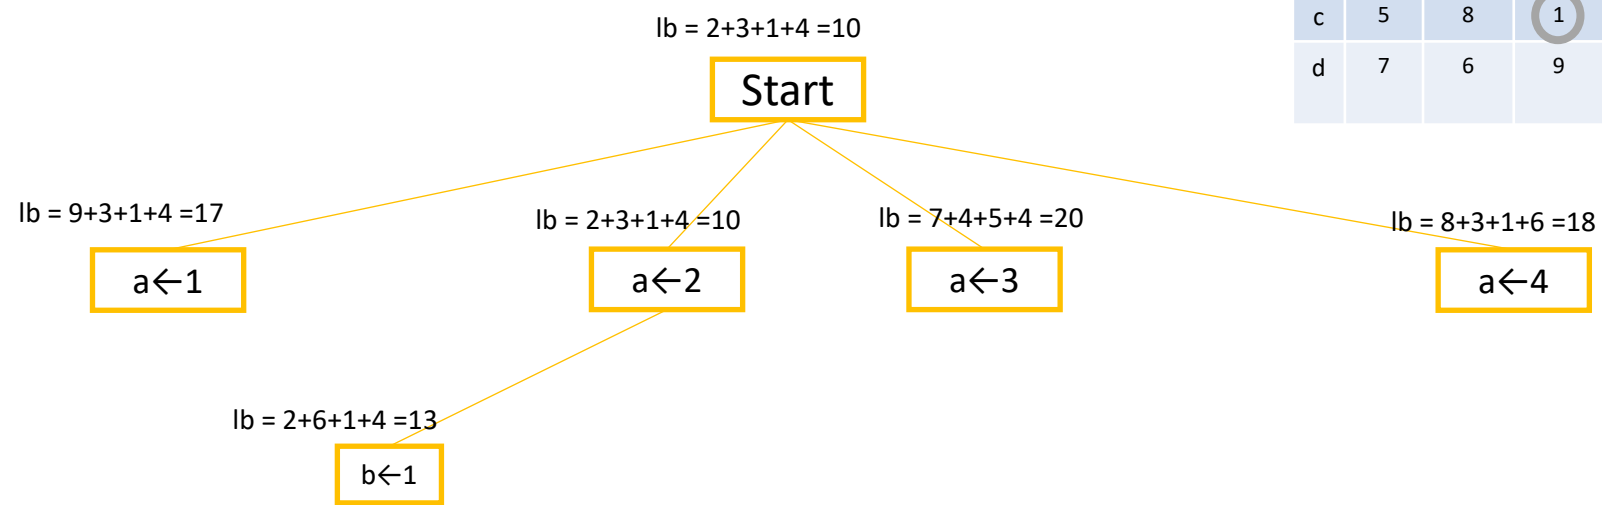 lb = 2+3+1+4 =10
c 5 8 1
d 7 6 9
Start
lb = 9+3+1+4 =17
lb = 2+3+1+4 =10
lb = 7+4+5+4 =20
lb = 8+3+1+6 =18
a←1
a←2
a←3
a←4
lb = 2+6+1+4 =13
b←1